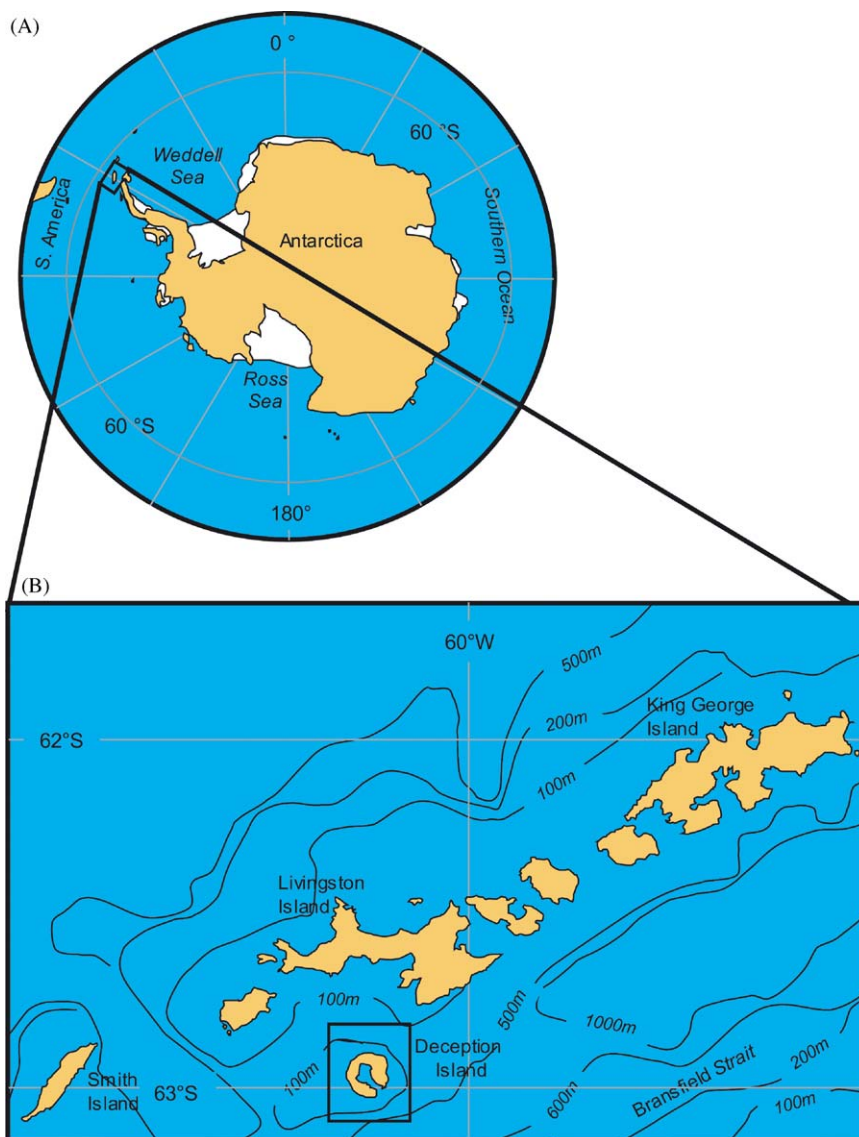 (A)
0 °
60 °S
Weddell
Sea
S. America
Antarctica
Southern Ocean
Ross
Sea
60 °S
180°
(B)
60°W
500m
King George
Island
200m
62°S
100m
Livingston
Island
100m
500m
1000m
Deception
Island
100m
Smith
Island
63°S
600m
Bransfield Strait
200m
100m